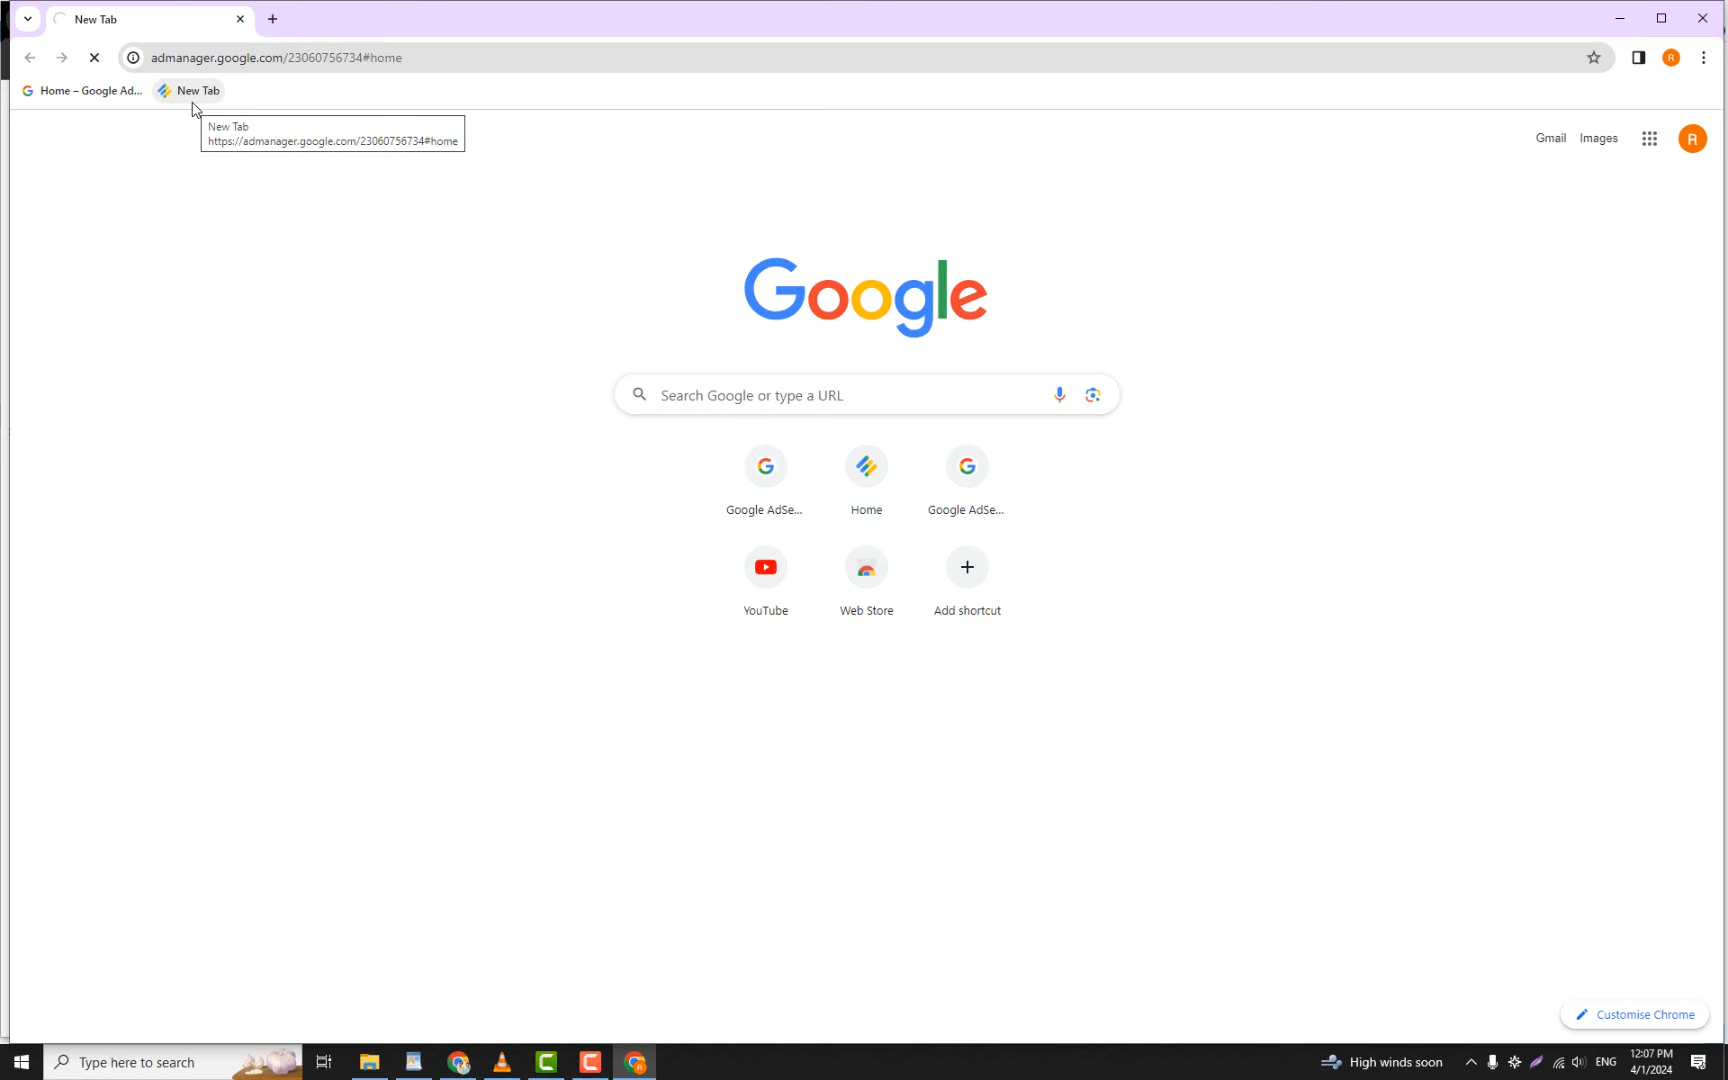 New Tab
admanager.google.com/23060756734#home
R
Home – Google Ad...
New Tab
New Tab
https://admanager.google.com/23060756734#home
Gmail
Images
R
Google
Search Google or type a URL
Google AdSe...
Home
Google AdSe...
YouTube
Web Store
Add shortcut
Customise Chrome
Type here to search
High winds soon
ENG
12:07 PM
4/1/2024